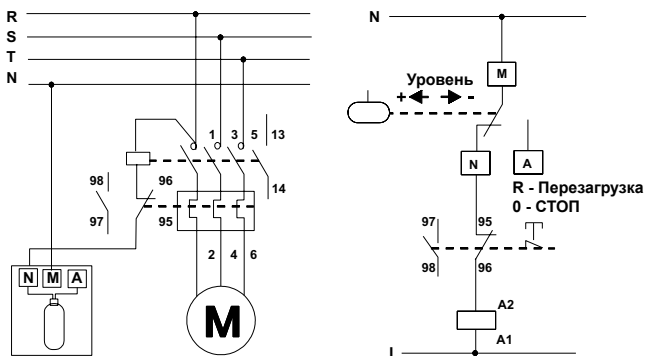 R
S
T
N
1
3
5
13
14
98
96
97
95
2
4
6
N
M
A
M
N
M
Уровень
+
-
N
A
R - Перезагрузка
0 - СТОП
97
95
98
96
A2
A1
L